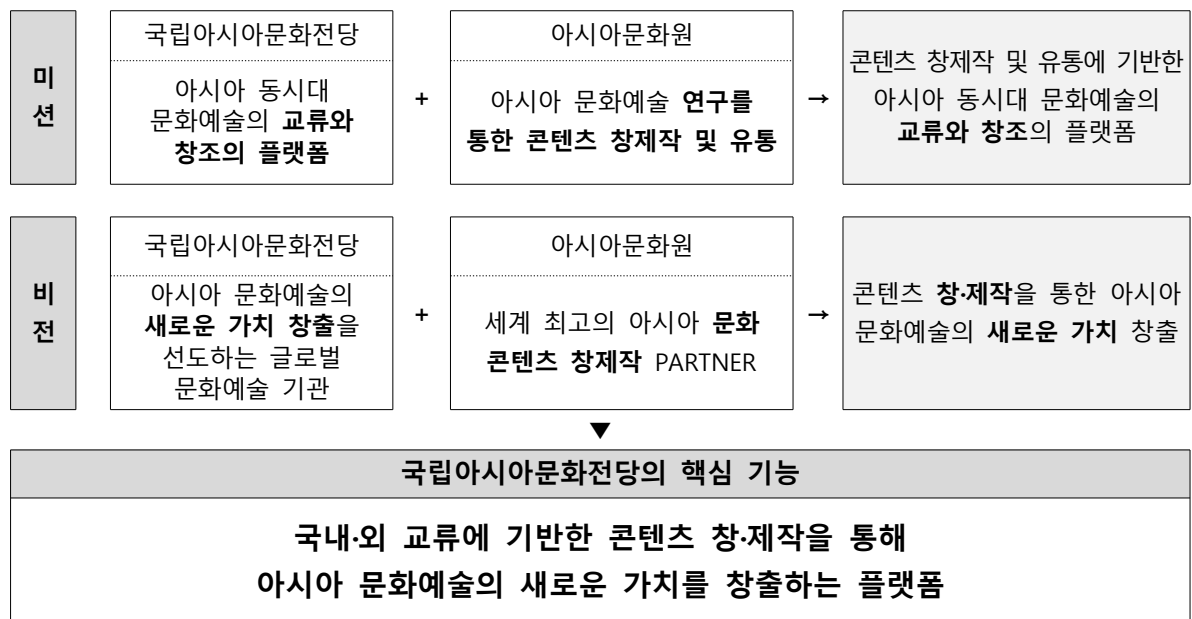 미션
국립아시아문화전당
아시아 동시대
문화예술의 교류와
창조의 플랫폼
+
아시아문화원
아시아 문화예술 연구를
통한 콘텐츠 창제작 및 유통
→
콘텐츠 창제작 및 유통에 기반한
아시아 동시대 문화예술의
교류와 창조의 플랫폼
비전
국립아시아문화전당
아시아 문화예술의
새로운 가치 창출을
선도하는 글로벌
문화예술 기관
+
아시아문화원
세계 최고의 아시아 문화
콘텐츠 창제작 PARTNER
→
콘텐츠 창·제작을 통한 아시아
문화예술의 새로운 가치 창출
▼
국립아시아문화전당의 핵심 기능
국내·외 교류에 기반한 콘텐츠 창·제작을 통해
아시아 문화예술의 새로운 가치를 창출하는 플랫폼